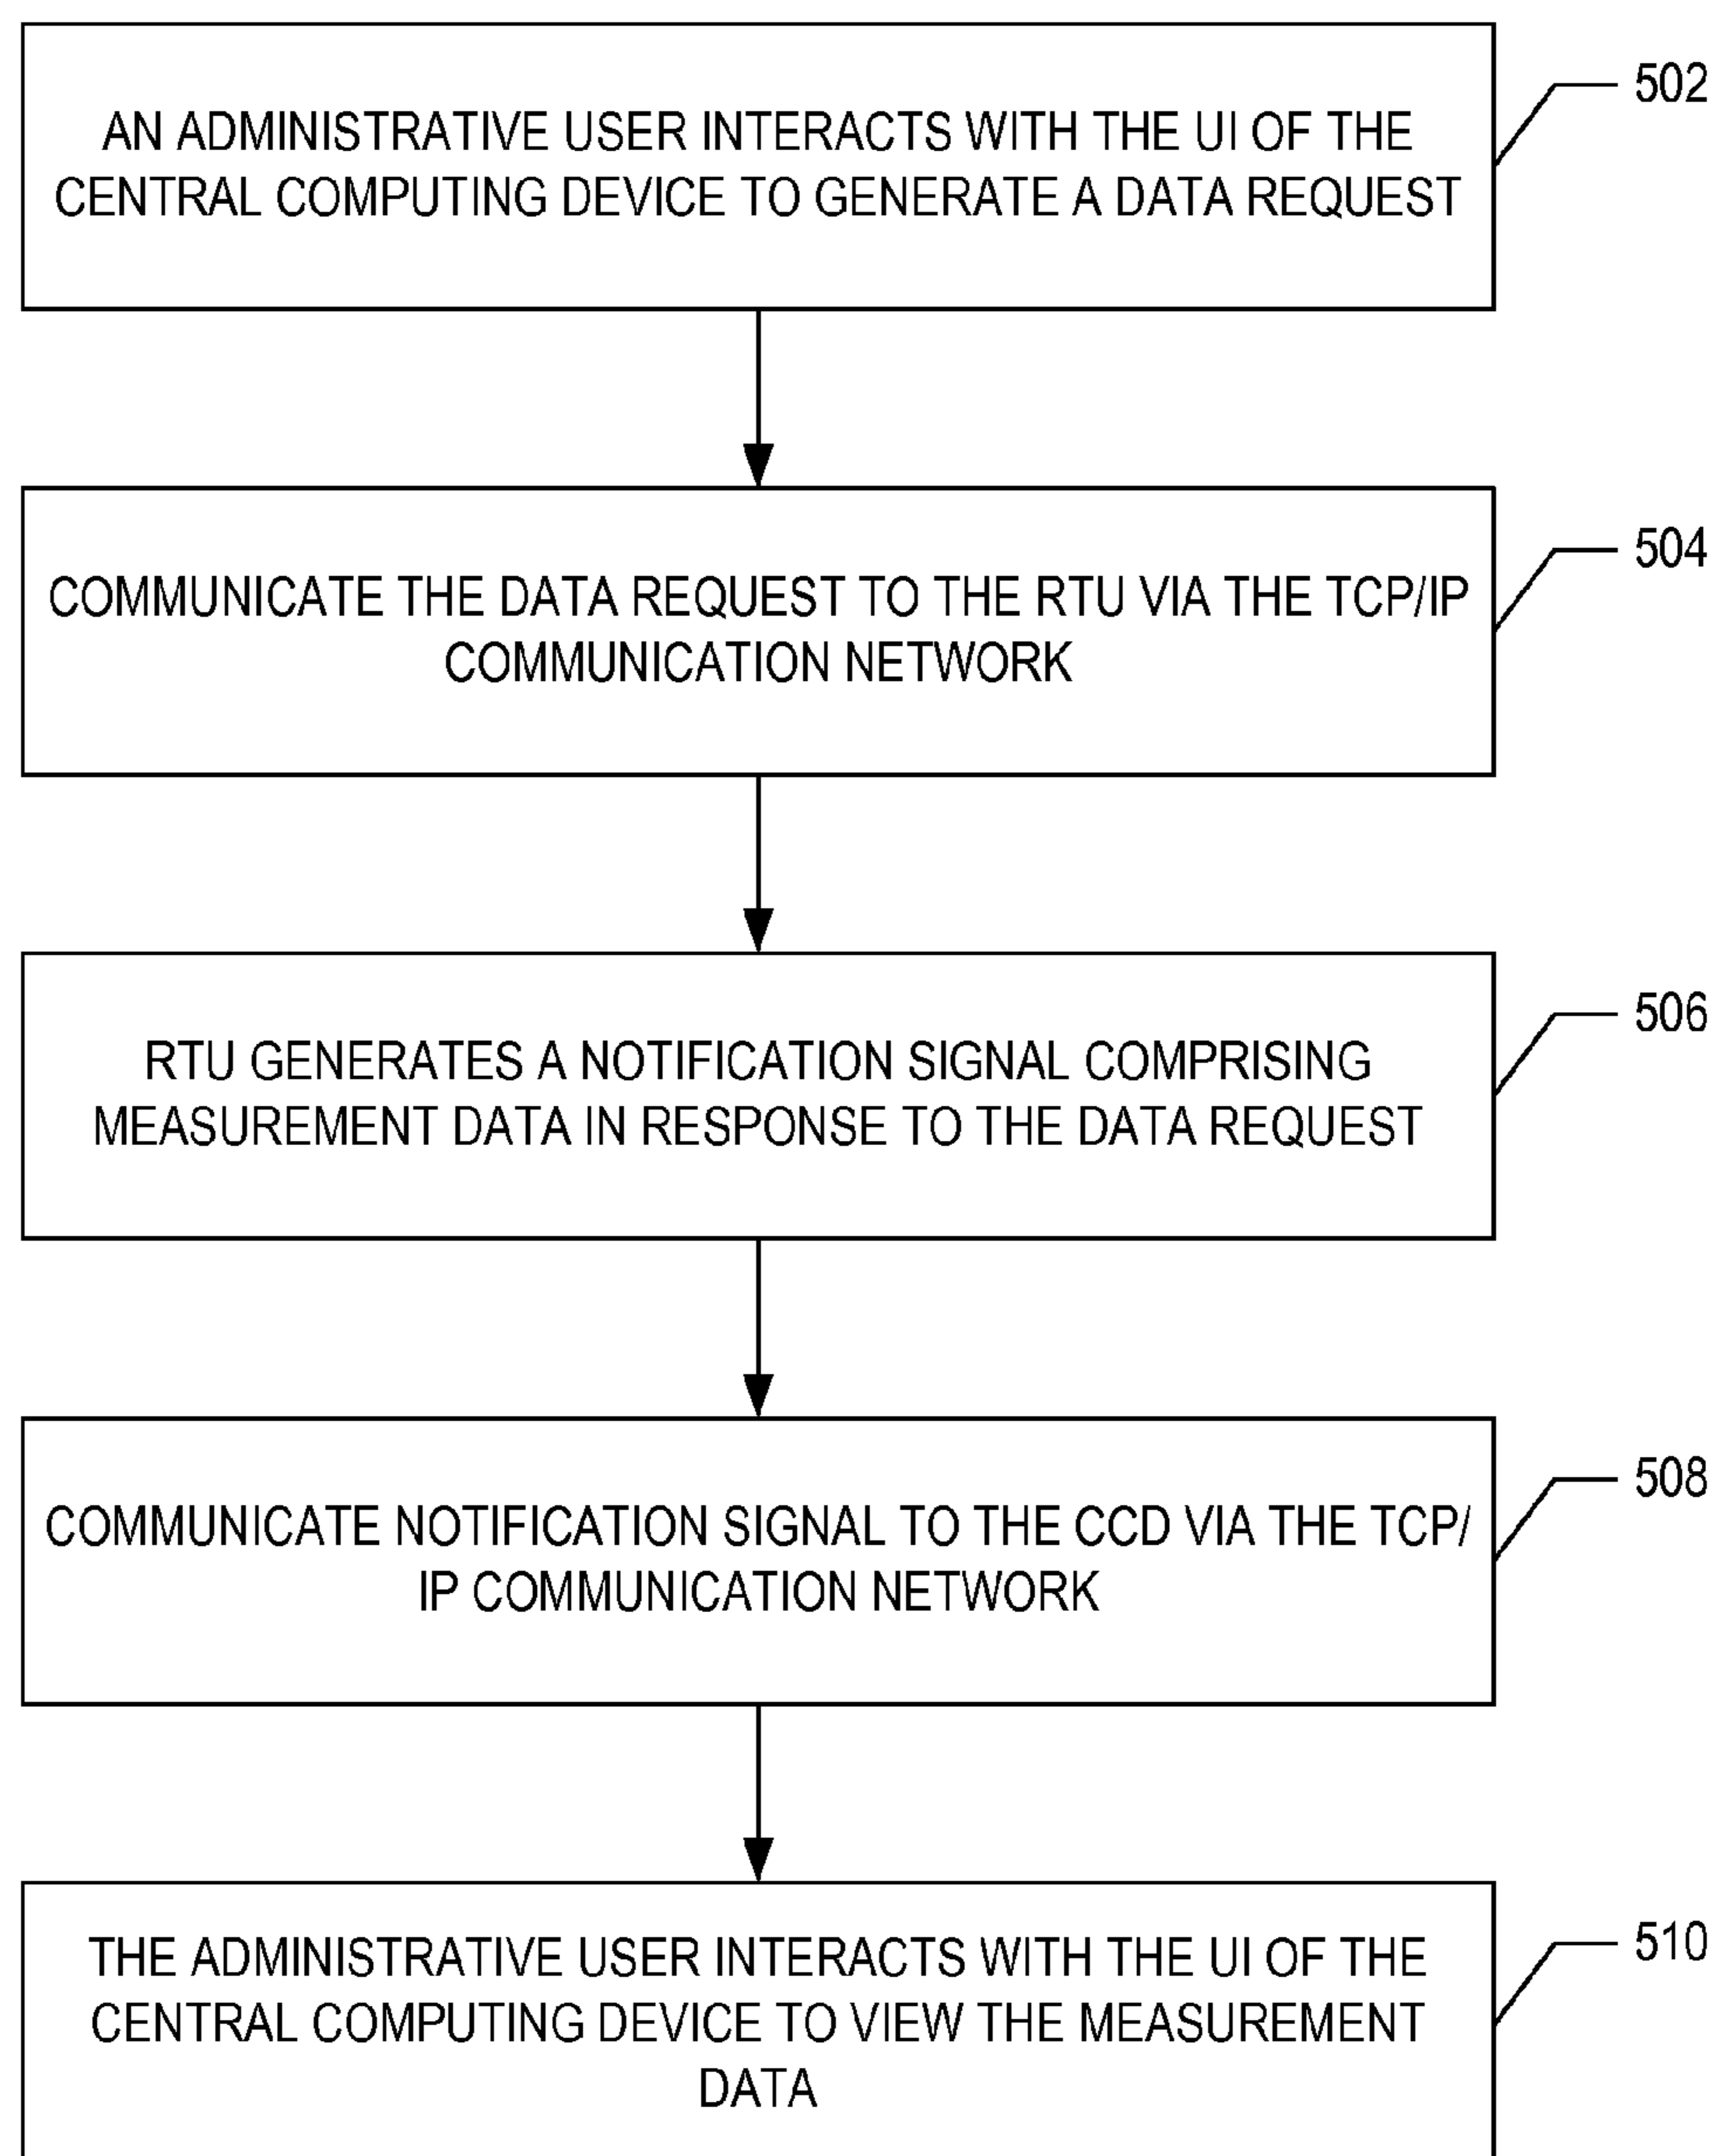 AN ADMINISTRATIVE USER INTERACTS WITH THE UI OF THE
CENTRAL COMPUTING DEVICE TO GENERATE A DATA REQUEST
502
COMMUNICATE THE DATA REQUEST TO THE RTU VIA THE TCP/IP
COMMUNICATION NETWORK
504
RTU GENERATES A NOTIFICATION SIGNAL COMPRISING
MEASUREMENT DATA IN RESPONSE TO THE DATA REQUEST
506
COMMUNICATE NOTIFICATION SIGNAL TO THE CCD VIA THE TCP/
IP COMMUNICATION NETWORK
508
THE ADMINISTRATIVE USER INTERACTS WITH THE UI OF THE
CENTRAL COMPUTING DEVICE TO VIEW THE MEASUREMENT
DATA
510